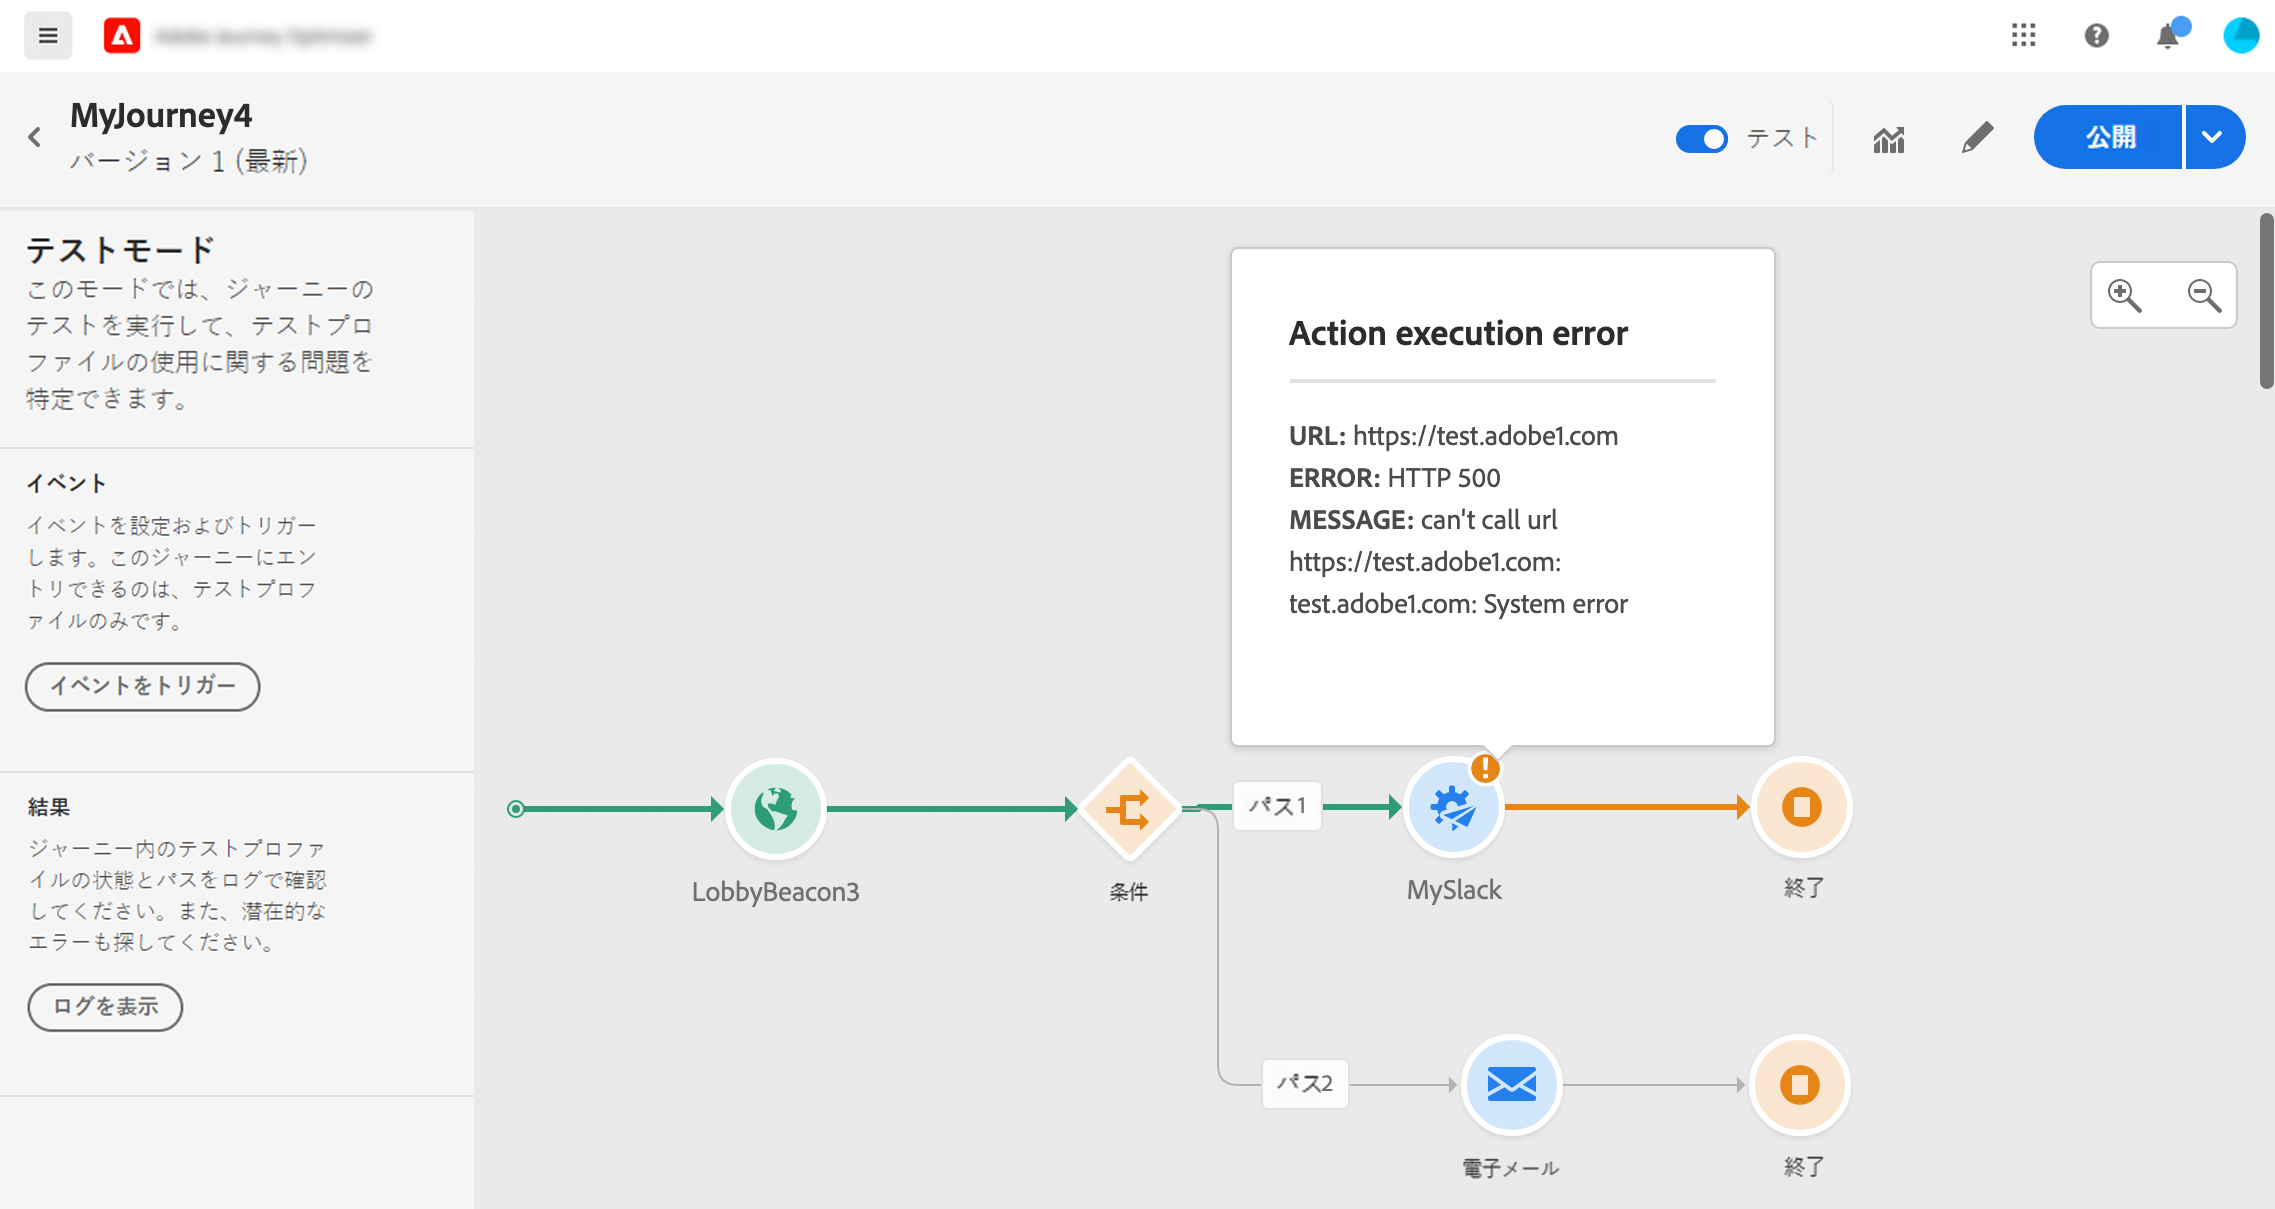 MyJourney4
バージョン 1 (最新)
テスト
公開
テストモード
このモードでは、ジャーニーの
テストを実行して、テストプロ
ファイルの使用に関する問題を
特定できます。
イベント
イベントを設定およびトリガー
します。このジャーニーにエン
トリできるのは、テストプロフ
ァイルのみです。
イベントをトリガー
結果
ジャーニー内のテストプロファ
イルの状態とパスをログで確認
してください。また、潜在的な
エラーも探してください。
ログを表示
Action execution error
URL: https://test.adobe1.com
ERROR: HTTP 500
MESSAGE: can't call url
https://test.adobe1.com:
test.adobe1.com: System error
パス1
LobbyBeacon3
条件
MySlack
終了
パス2
電子メール
終了